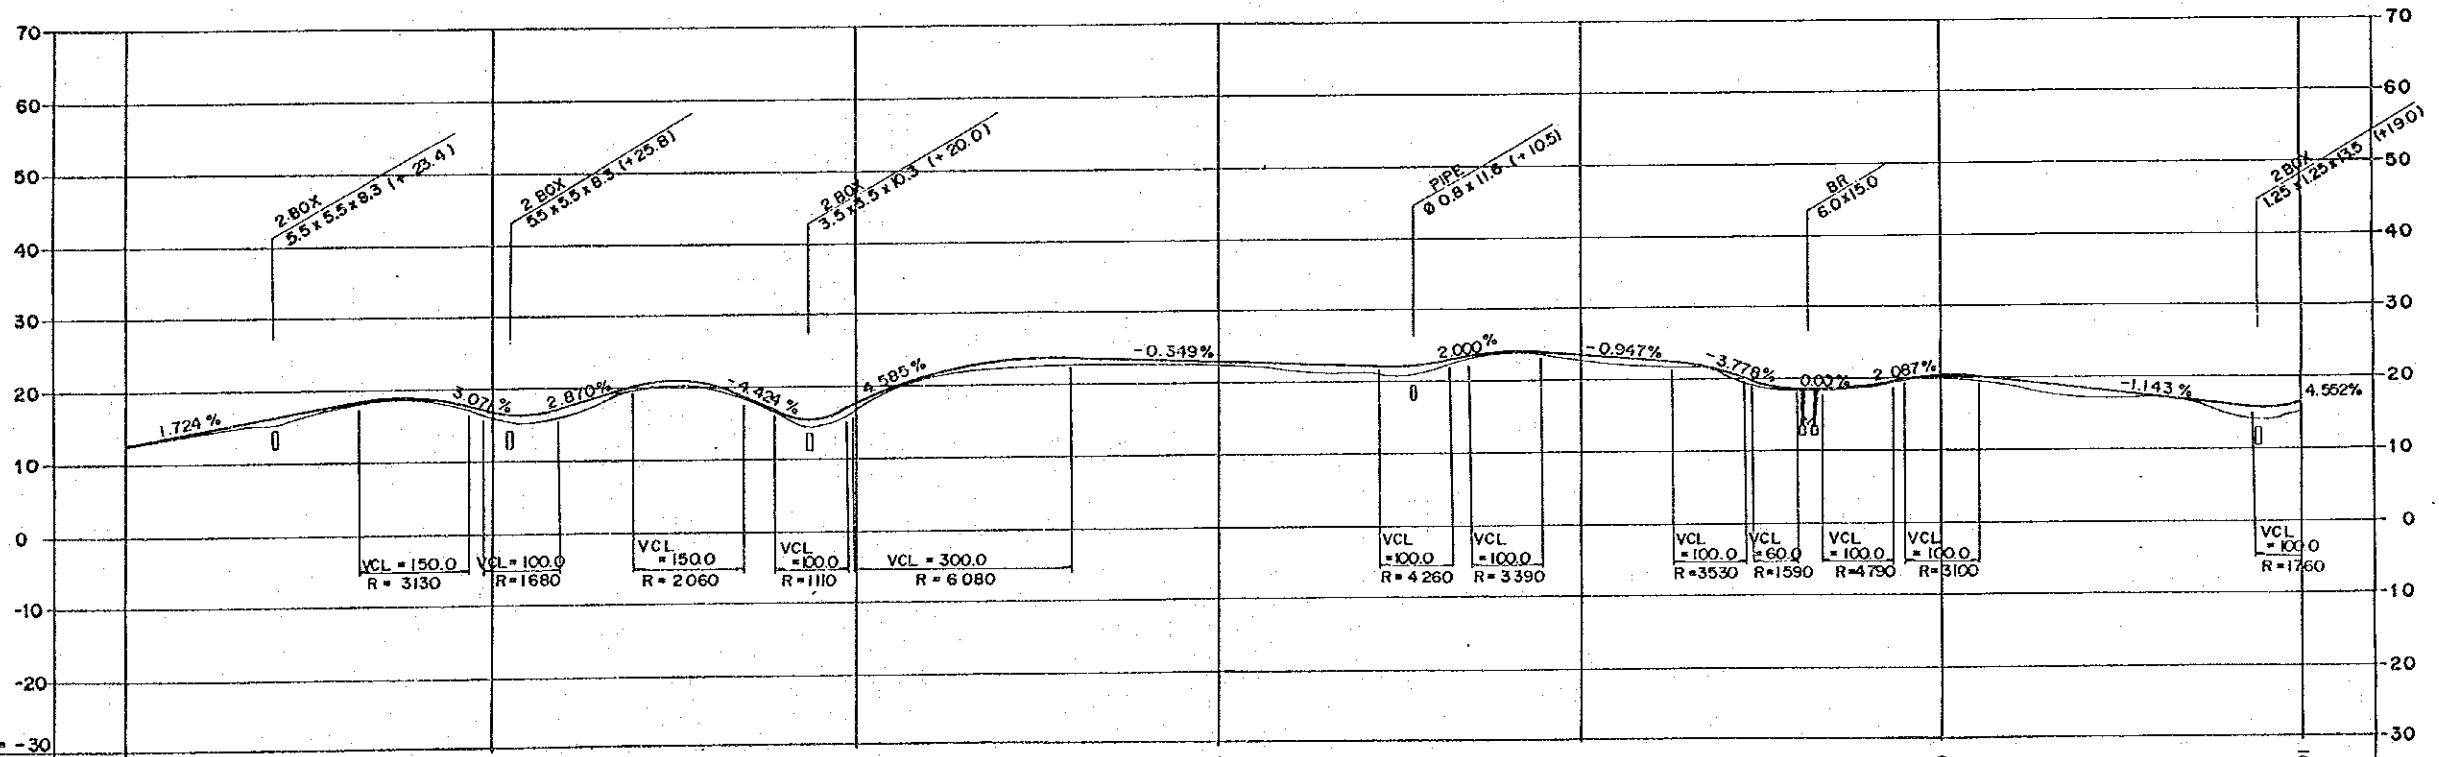 70
60
50
40
30
20
10
0
-10
-20
= -30
2-BOX
5.5 x 5.5 x 8.3 (+ 23.4)
2 BOX
5.5 x 5.5 x 8.3 (+25.8)
2 BOX
3.5 x 3.5 x 10.3 (+ 20.0)
PIPE
Ø 0.8 x 11.6 (+ 10.5)
BR
6.0 x 15.0
2 BOX
1.25 x 1.25 x 13.5 (+19.0)
1.724 %
2.870%
-4.424 %
4.585%
-0.349%
2.000%
-0.947%
-3.778%
0.00%
2.087%
-1.143 %
4.552%
VCL = 150.0
R = 3130
VCL = 100.0
R = 1680
VCL
= 150.0
R = 2060
VCL
= 100.0
R = 1110
VCL = 300.0
R = 6080
VCL
= 100.0
R = 4260
VCL
= 100.0
R = 3390
VCL
= 100.0
R = 3530
VCL
= 60.0
R = 1590
VCL
= 100.0
R = 4790
VCL
= 100.0
R = 3100
VCL
= 100.0
R = 1760
70
60
50
40
30
20
10
0
-10
-20
-30